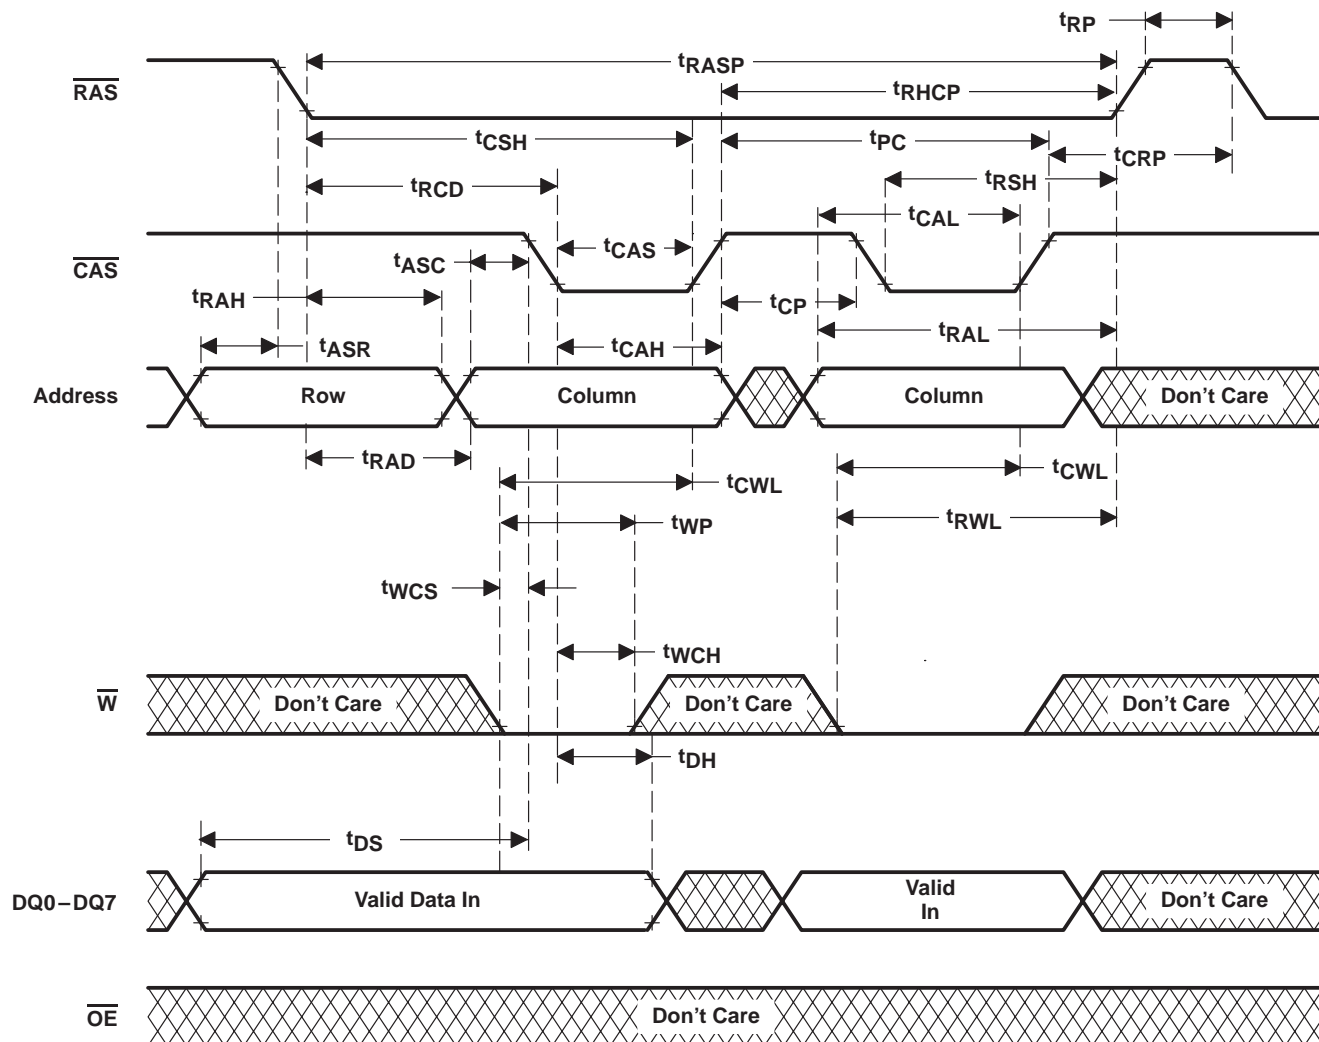 tRP
RAS
tRASP
tRHCP
tCSH
tPC
tCRP
tRCD
tRSH
tCAL
CAS
tASC
tCAS
tRAH
tCP
tASR
tCAH
tRAL
Address
Row
Column
Column
Don't Care
tRAD
tCWL
tCWL
tWP
tRWL
tWCS
tWCH
W
Don't Care
Don't Care
Don't Care
tDH
tDS
DQ0–DQ7
Valid Data In
Valid
In
Don't Care
OE
Don't Care